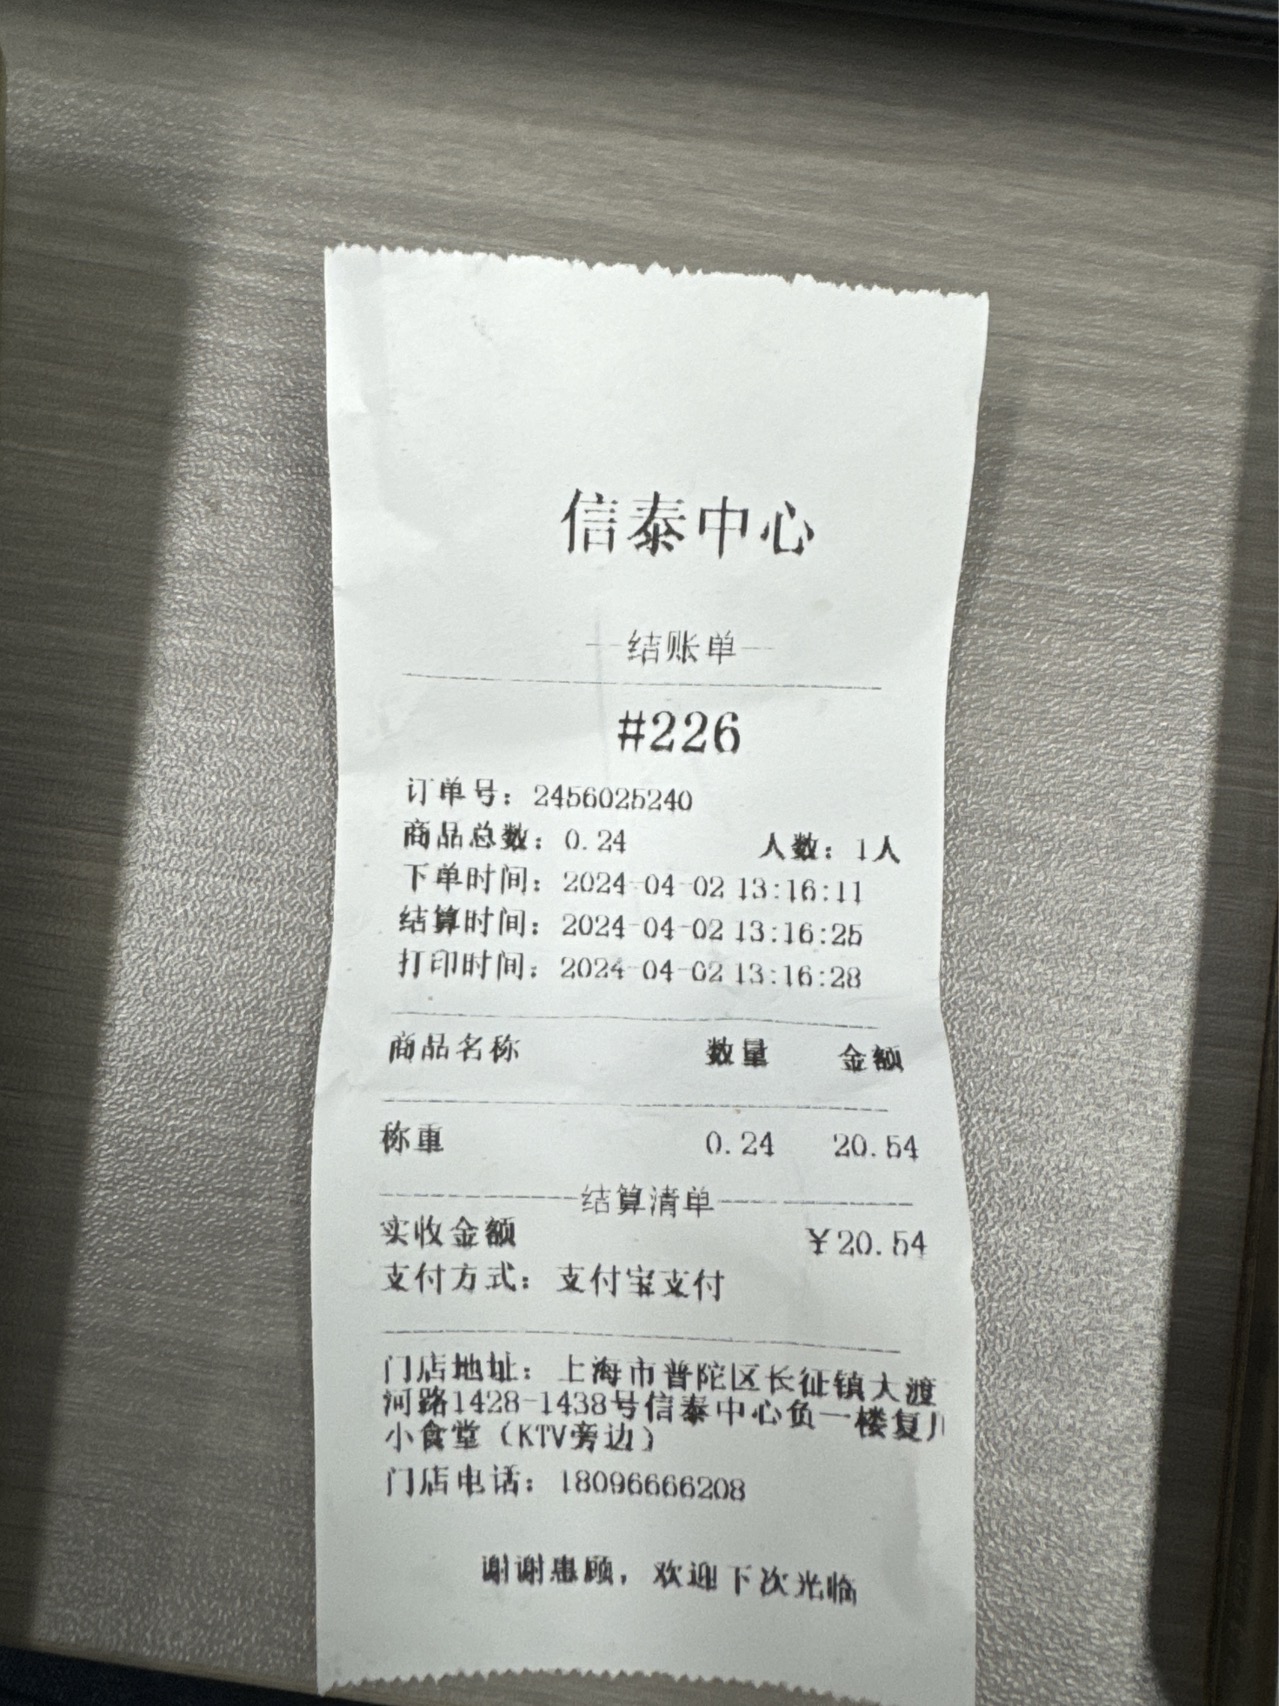 信泰中心
—结账单—
#226
订单号：2456025240
商品总数：0.24 人数：1人
下单时间：2024-04-02 13:16:11
结算时间：2024-04-02 13:16:25
打印时间：2024-04-02 13:16:28
商品名称 数量 金额
称重 0.24 20.54
结算清单
实收金额 ￥20.54
支付方式：支付宝支付
门店地址：上海市普陀区长征镇大渡
河路1428-1438号信泰中心负一楼复
小食堂（KTV旁边）
门店电话：18096666208
谢谢惠顾，欢迎下次光临